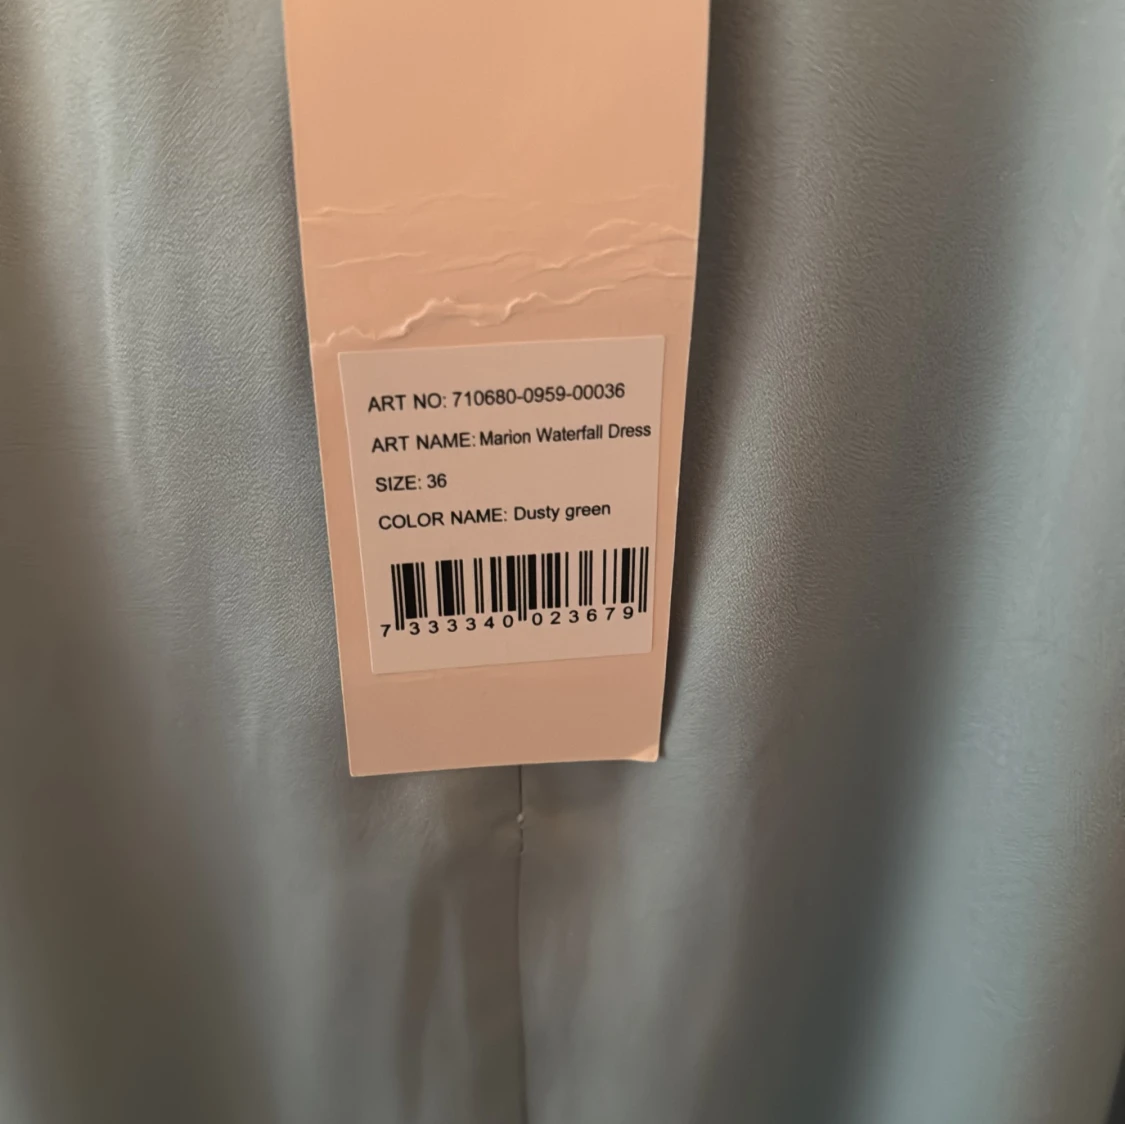 ART NO: 710680-0959-00036
ART NAME: Marion Waterfall Dress
SIZE: 36
COLOR NAME: Dusty green
7 333340 023679